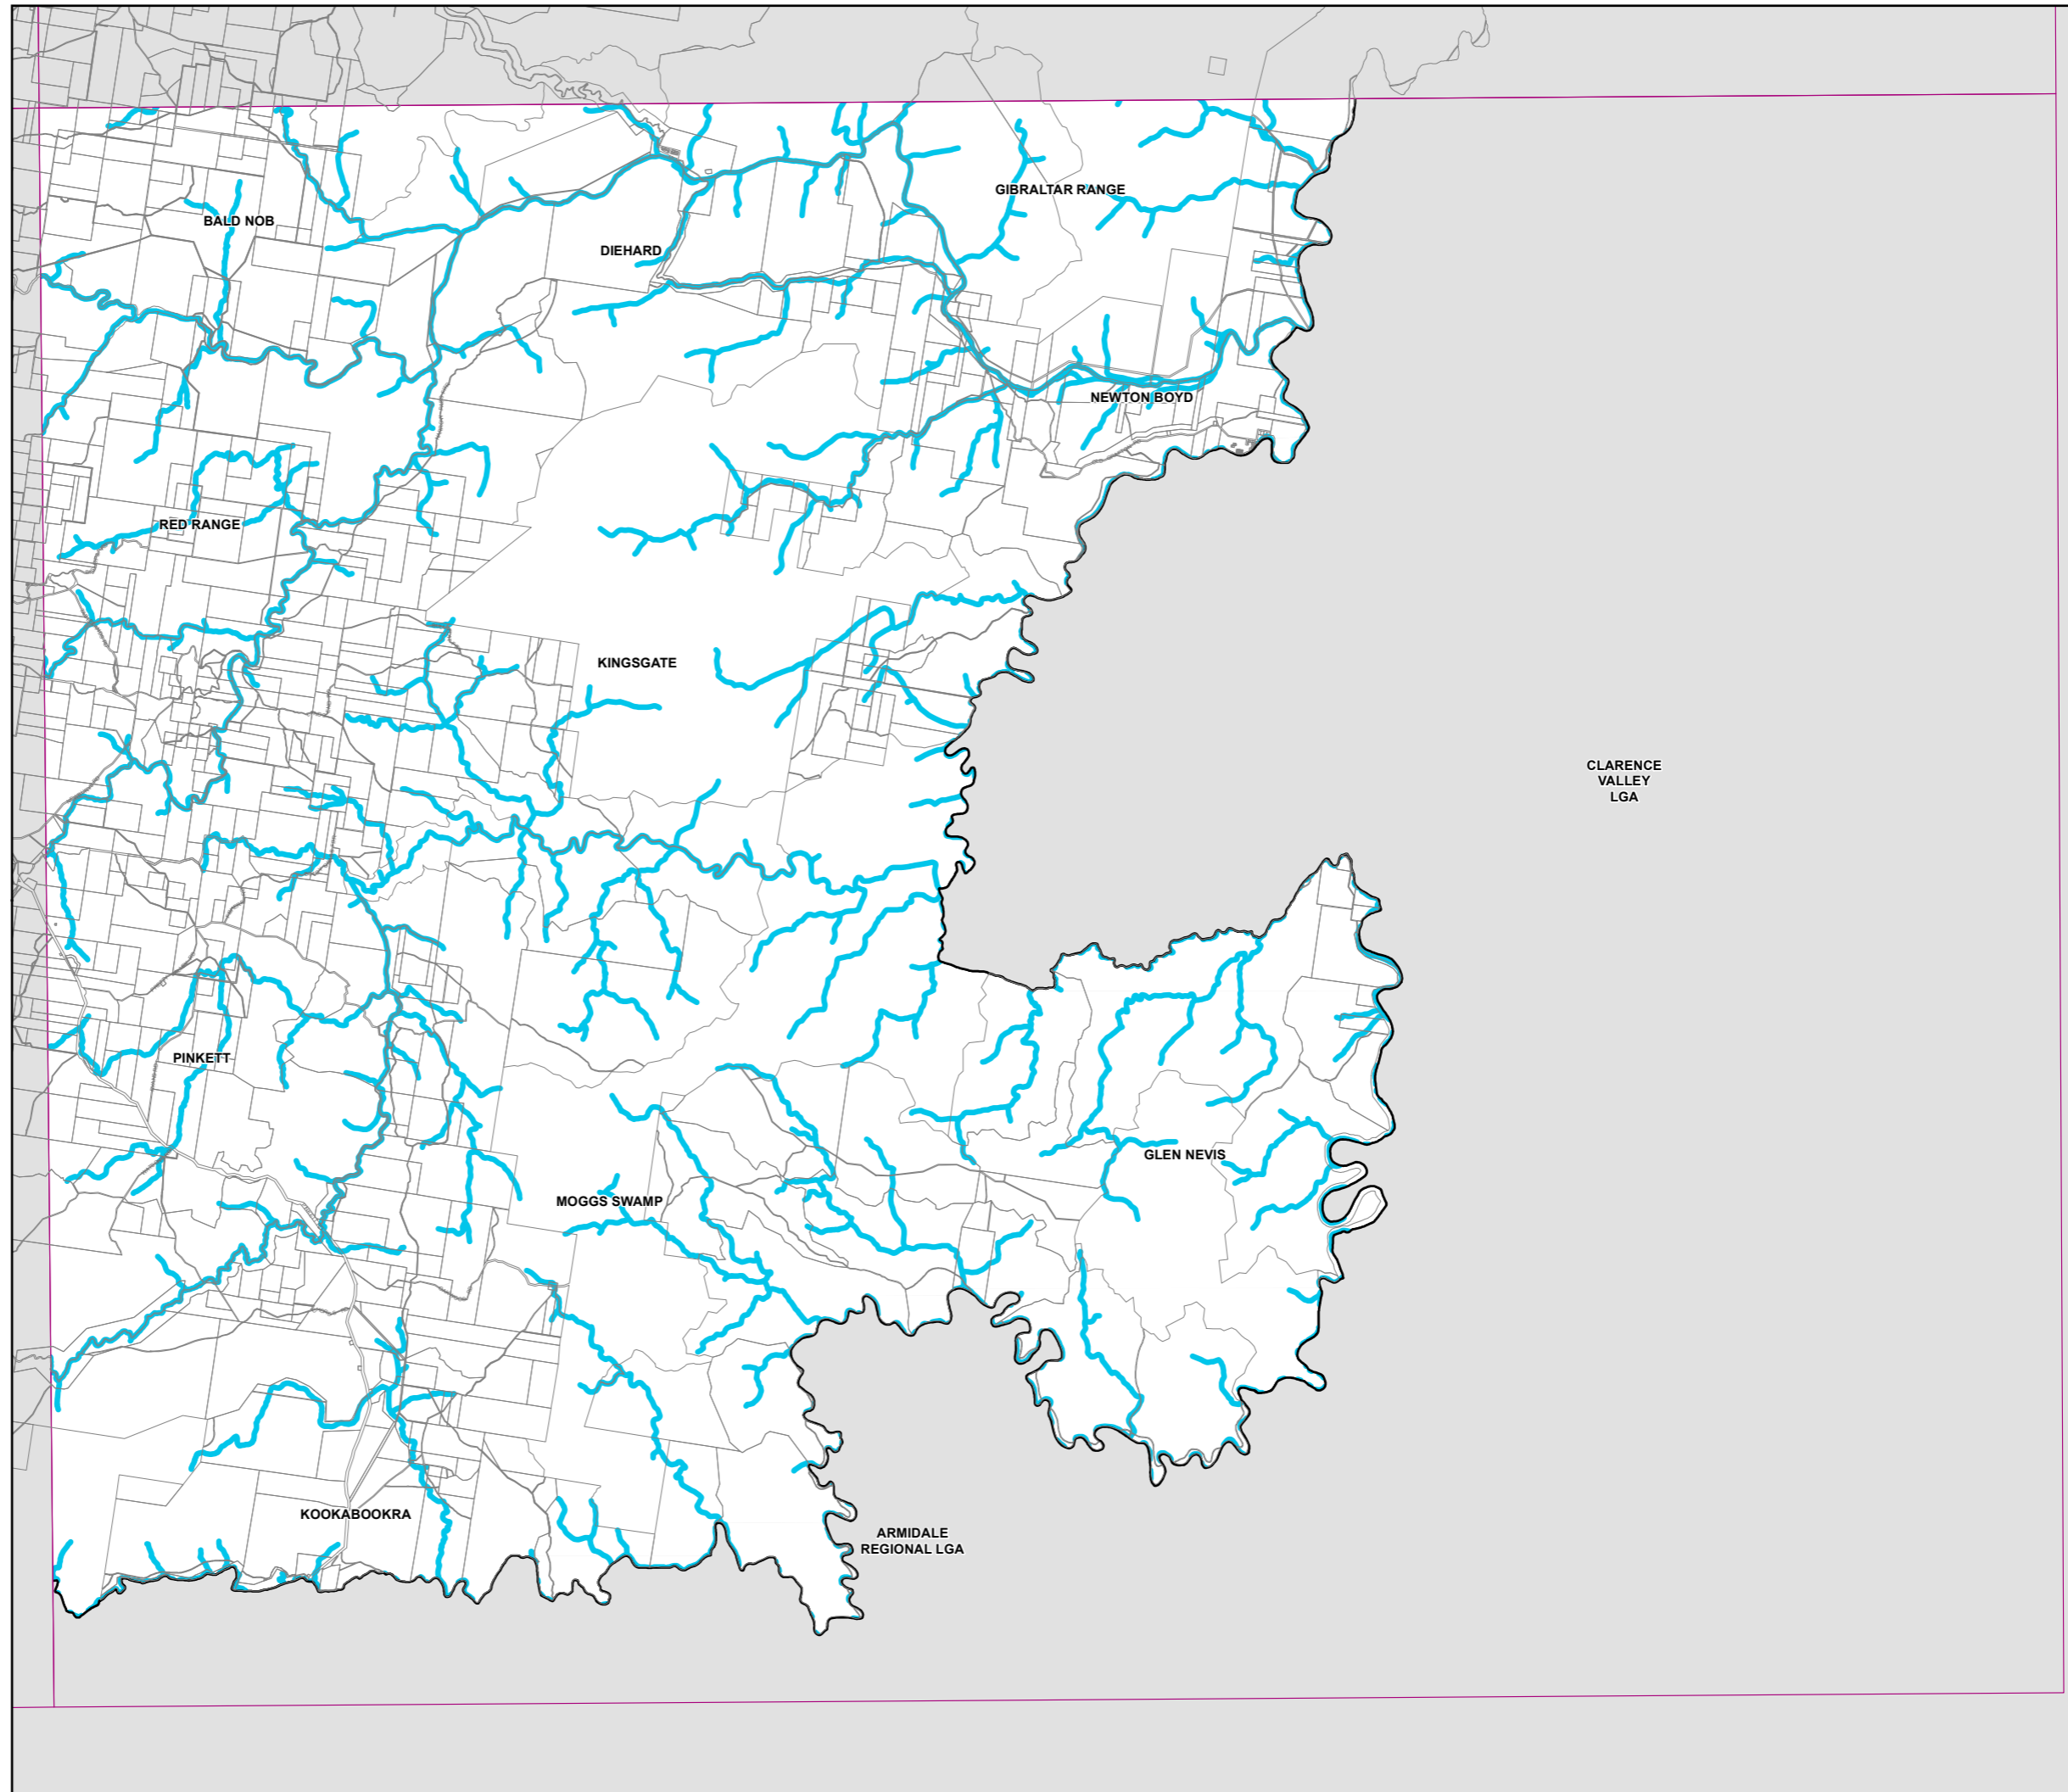 GIBRALTAR RANGE
BALD NOB
DIEHARD
NEWTON BOYD
RED RANGE
KINGSGATE
CLARENCE
VALLEY
LGA
PINKETT
GLEN NEVIS
MOGGS SWAMP
KOOKABOOKRA
ARMIDALE
REGIONAL LGA